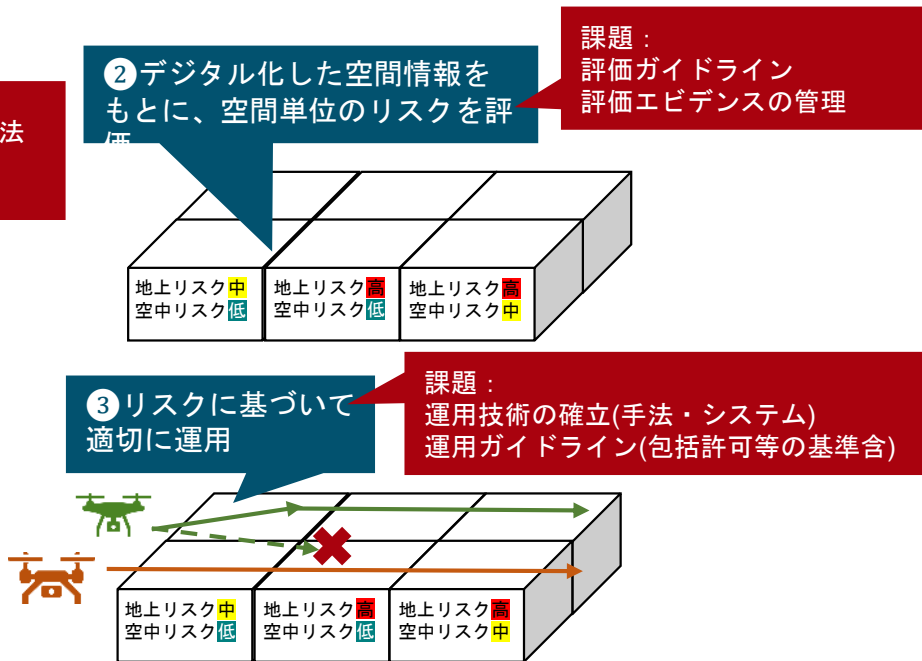 課題：
評価ガイドライン
評価エビデンスの管理
❷デジタル化した空間情報を
もとに、空間単位のリスクを評
価
法
地上リスク中
空中リスク低
地上リスク高
空中リスク低
地上リスク高
空中リスク中
課題：
運用技術の確立(手法・システム)
運用ガイドライン(包括許可等の基準含)
❸リスクに基づいて
適切に運用
地上リスク中
空中リスク低
地上リスク高
空中リスク低
地上リスク高
空中リスク中